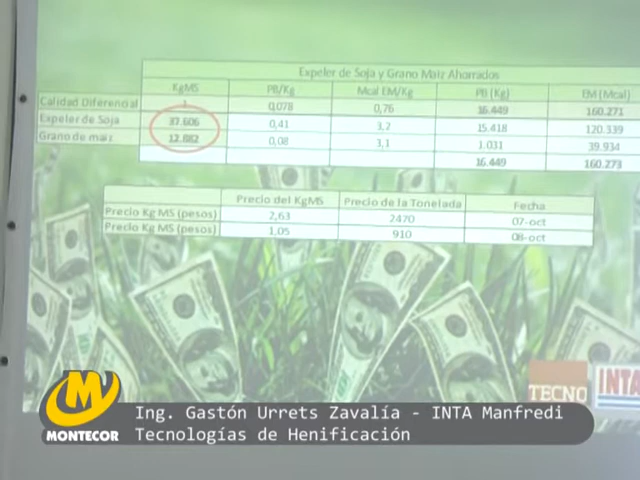 Expeler de Soja y Grano Maiz Ahorrados
KgMS PB/Kg Mcal EM/Kg PB (Kg) EM (Mcal)
Calidad Diferencial 1 0,078 0,76 16.449 160.271
Expeler de Soja 37.606 0,41 3,2 15.418 120.339
Grano de maiz 12.882 0,08 3,1 1.031 39.934
16.449 160.273
Precio del KgMS Precio de la Tonelada Fecha
Precio Kg MS (pesos) 2,63 2470 07-oct
Precio Kg MS (pesos) 1,05 910 08-oct
TECNO INTA
M
MONTECOR
Ing. Gastón Urrets Zavalía - INTA Manfredi
Tecnologías de Henificación